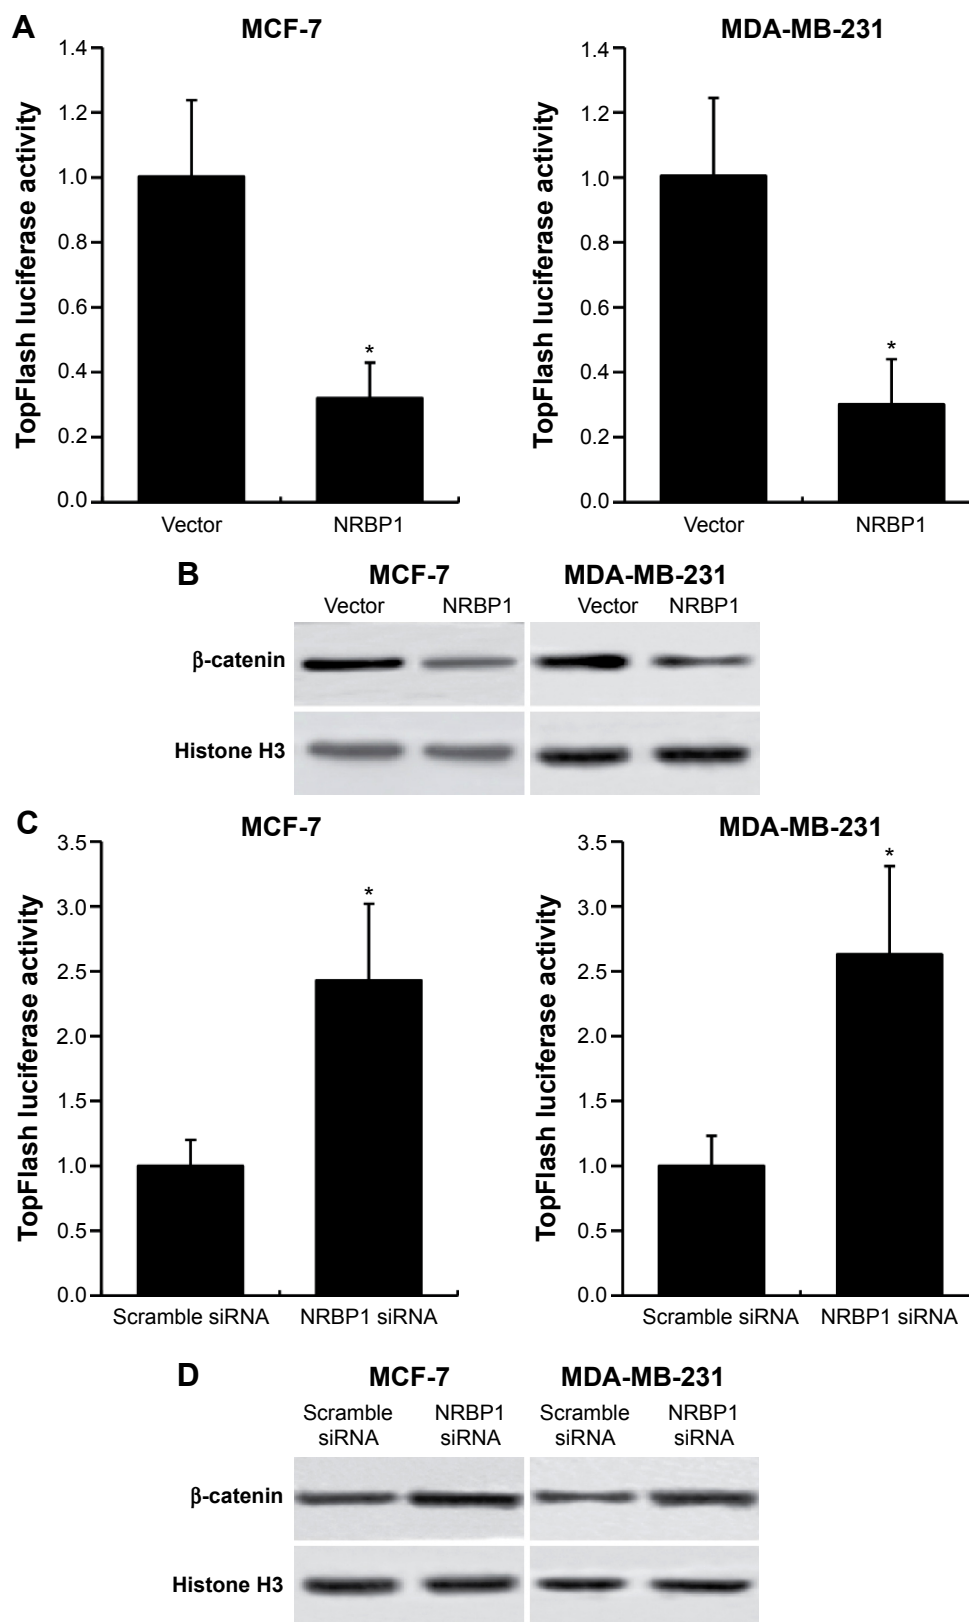 A
MCF-7
MDA-MB-231
TopFlash luciferase activity
1.4
1.2
1.0
0.8
0.6
0.4
0.2
0.0
*
Vector
NRBP1
TopFlash luciferase activity
1.4
1.2
1.0
0.8
0.6
0.4
0.2
0.0
*
Vector
NRBP1
B
MCF-7
MDA-MB-231
Vector NRBP1 Vector NRBP1
β-catenin
Histone H3
C
MCF-7
MDA-MB-231
TopFlash luciferase activity
3.5
3.0
2.5
2.0
1.5
1.0
0.5
0.0
*
Scramble siRNA
NRBP1 siRNA
TopFlash luciferase activity
3.5
3.0
2.5
2.0
1.5
1.0
0.5
0.0
*
Scramble siRNA
NRBP1 siRNA
D
MCF-7
MDA-MB-231
Scramble NRBP1 Scramble NRBP1
siRNA siRNA siRNA siRNA
β-catenin
Histone H3